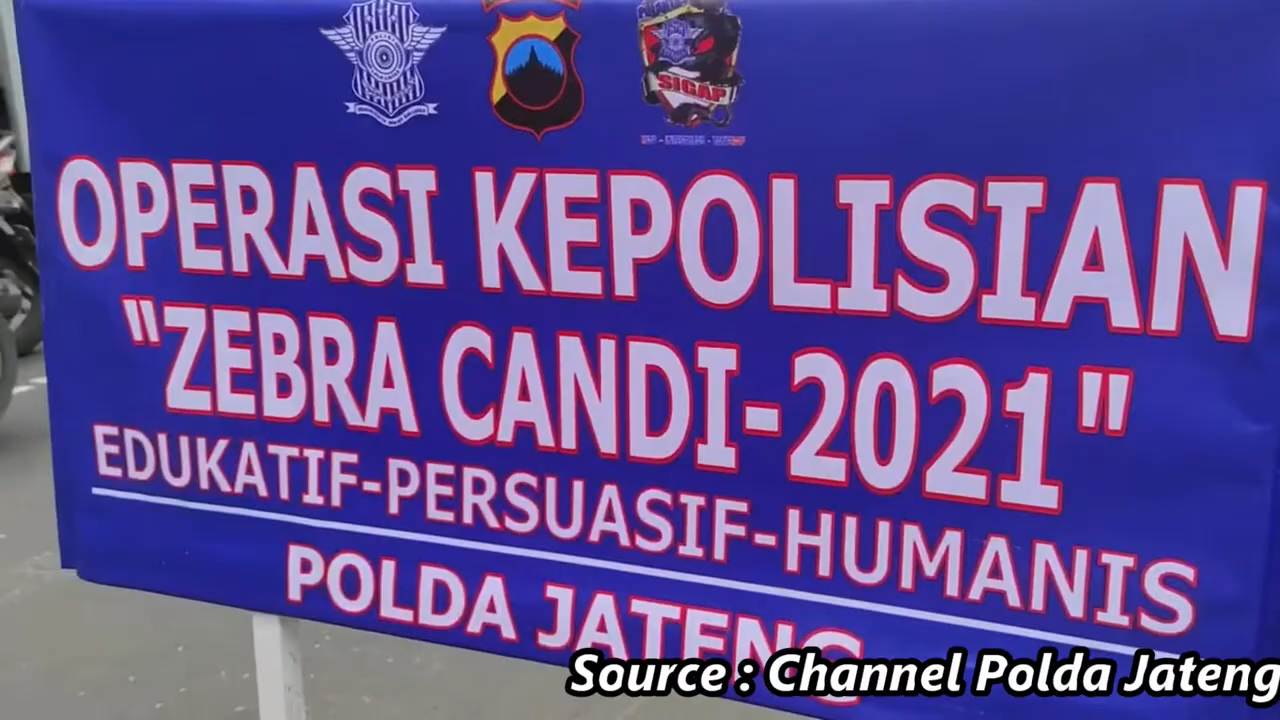 SIGAP
OPERASI KEPOLISIAN
"ZEBRA CANDI-2021"
EDUKATIF-PERSUASIF-HUMANIS
POLDA JATENG
Source : Channel Polda Jateng